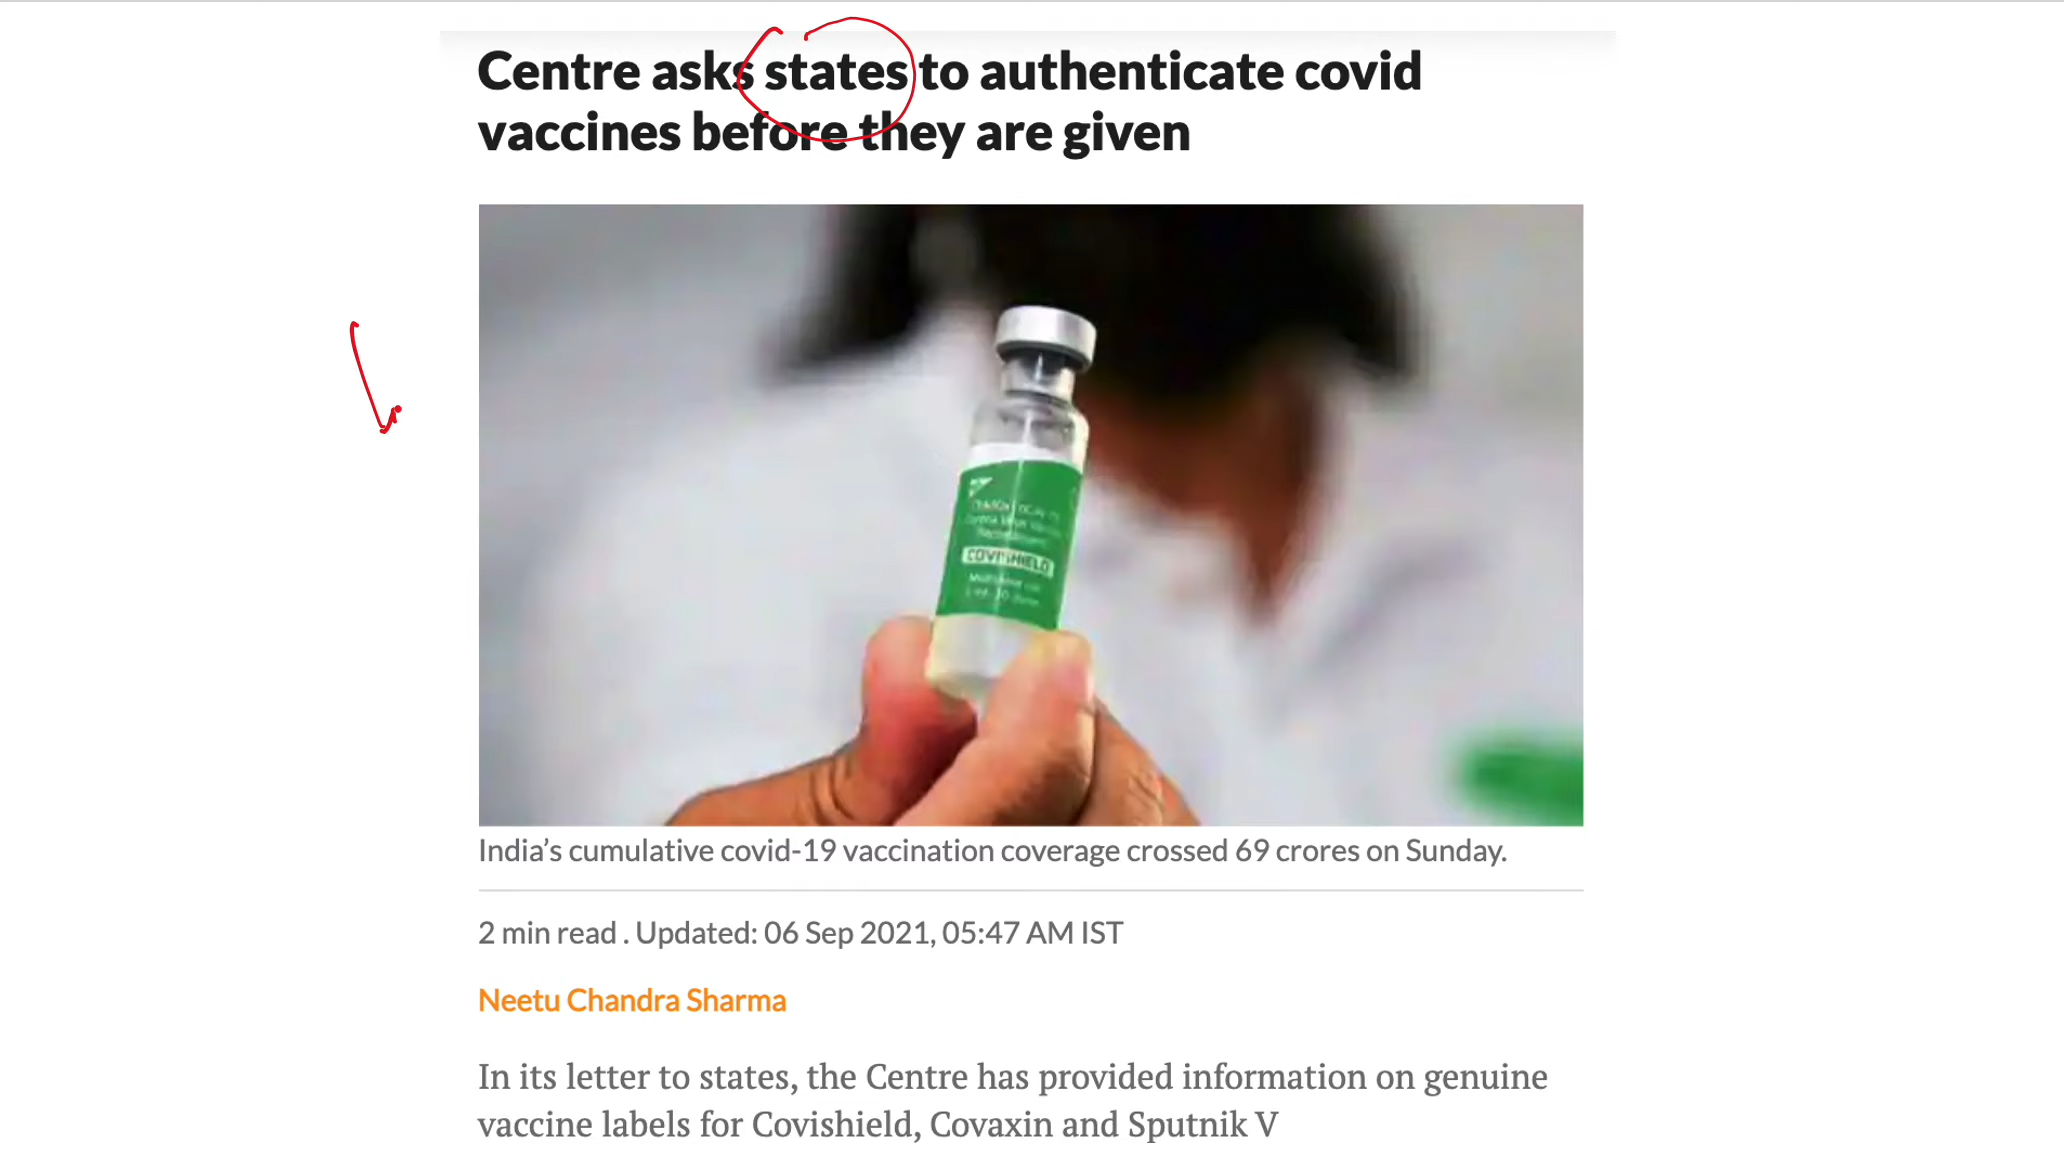 Centre asks states to authenticate covid
vaccines before they are given
COVISHIELD
India's cumulative covid-19 vaccination coverage crossed 69 crores on Sunday.
2 min read . Updated: 06 Sep 2021, 05:47 AM IST
Neetu Chandra Sharma
In its letter to states, the Centre has provided information on genuine
vaccine labels for Covishield, Covaxin and Sputnik V